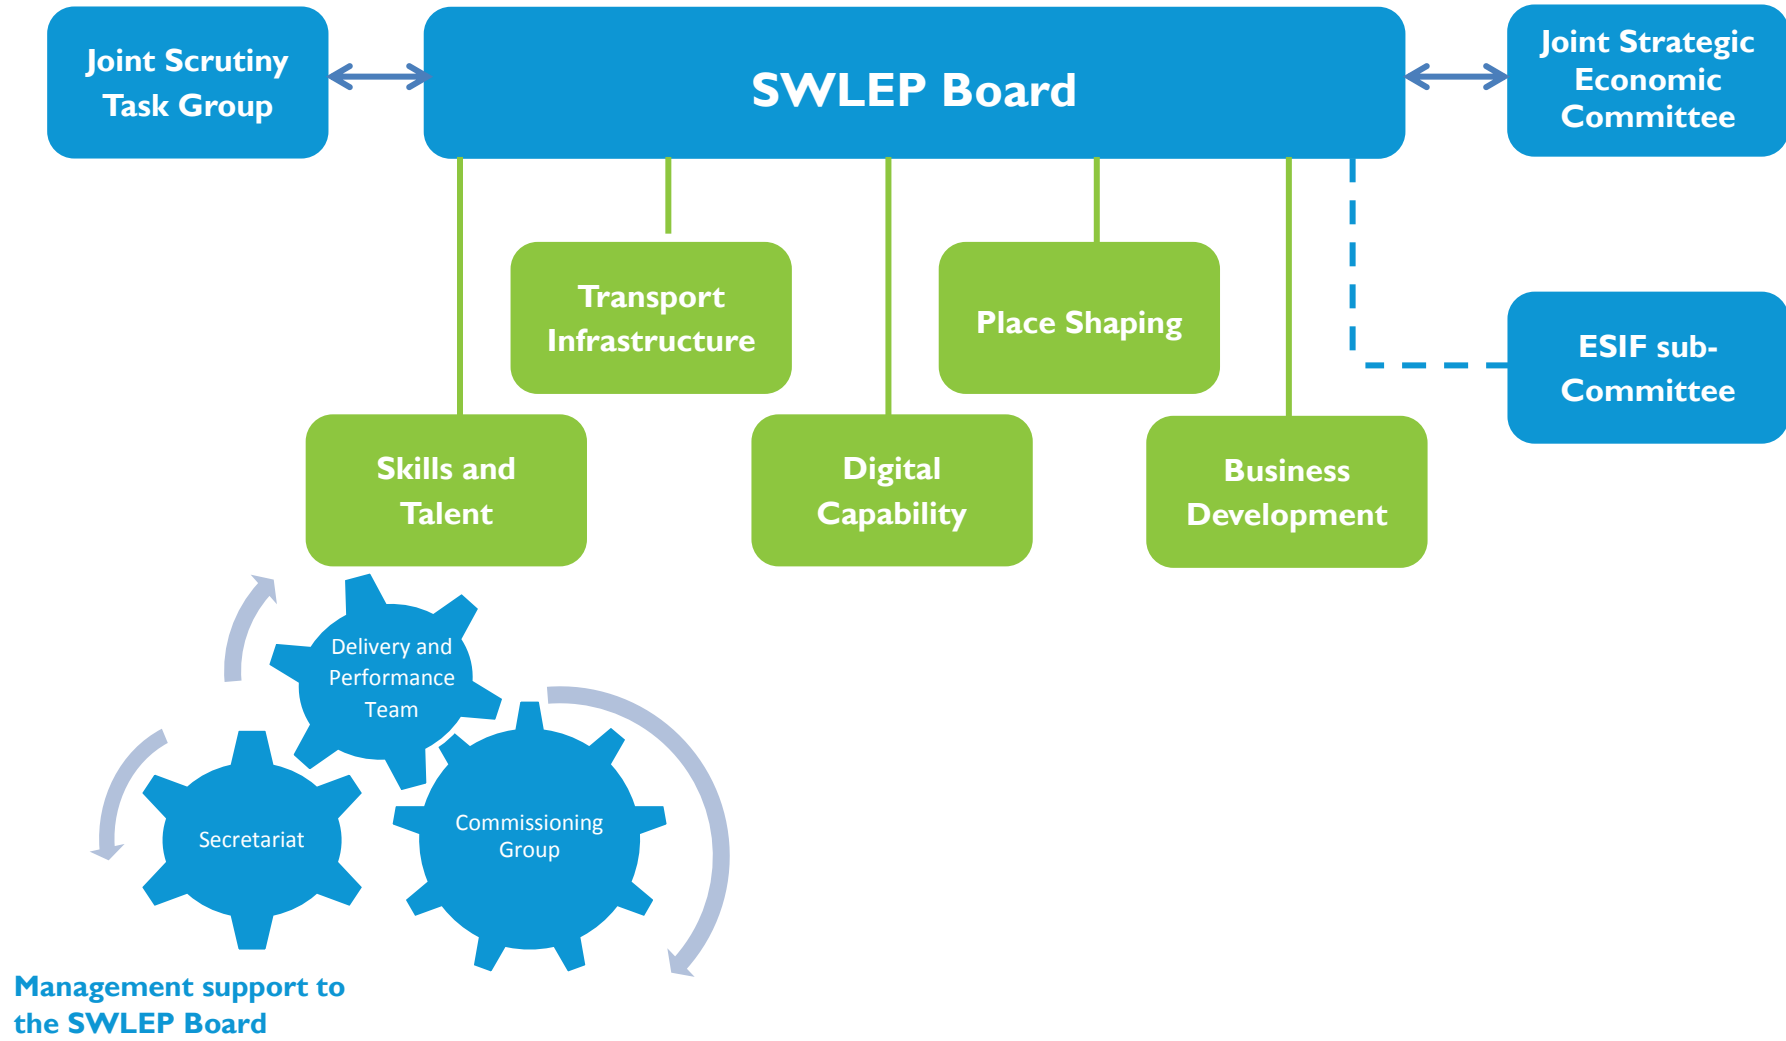 Joint Scrutiny
Task Group
SWLEP Board
Joint Strategic
Economic
Committee
Transport
Infrastructure
Place Shaping
ESIF sub-
Committee
Skills and
Talent
Digital
Capability
Business
Development
Delivery and
Performance
Team
Secretariat
Commissioning
Group
Management support to
the SWLEP Board